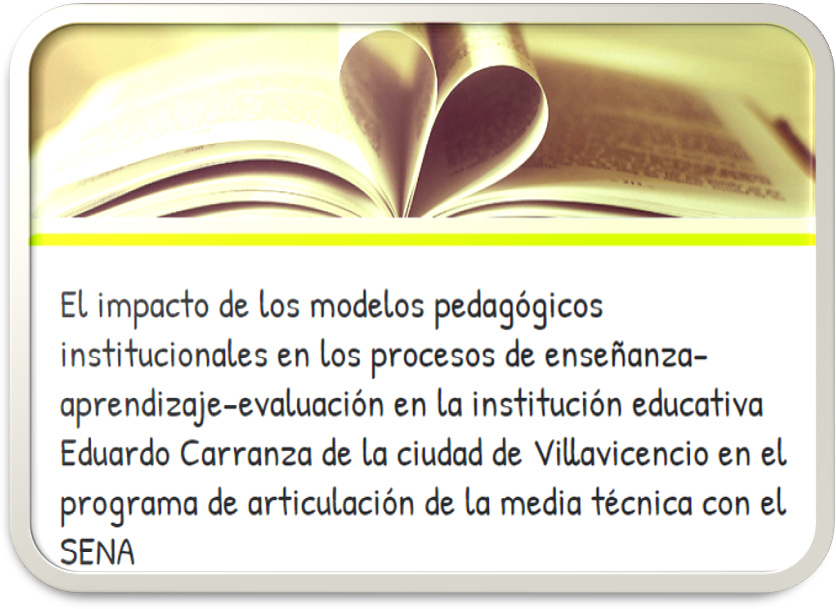 El impacto de los modelos pedagógicos
institucionales en los procesos de enseñanza-
aprendizaje-evaluación en la institución educativa
Eduardo Carranza de la ciudad de Villavicencio en el
programa de articulación de la media técnica con el
SENA